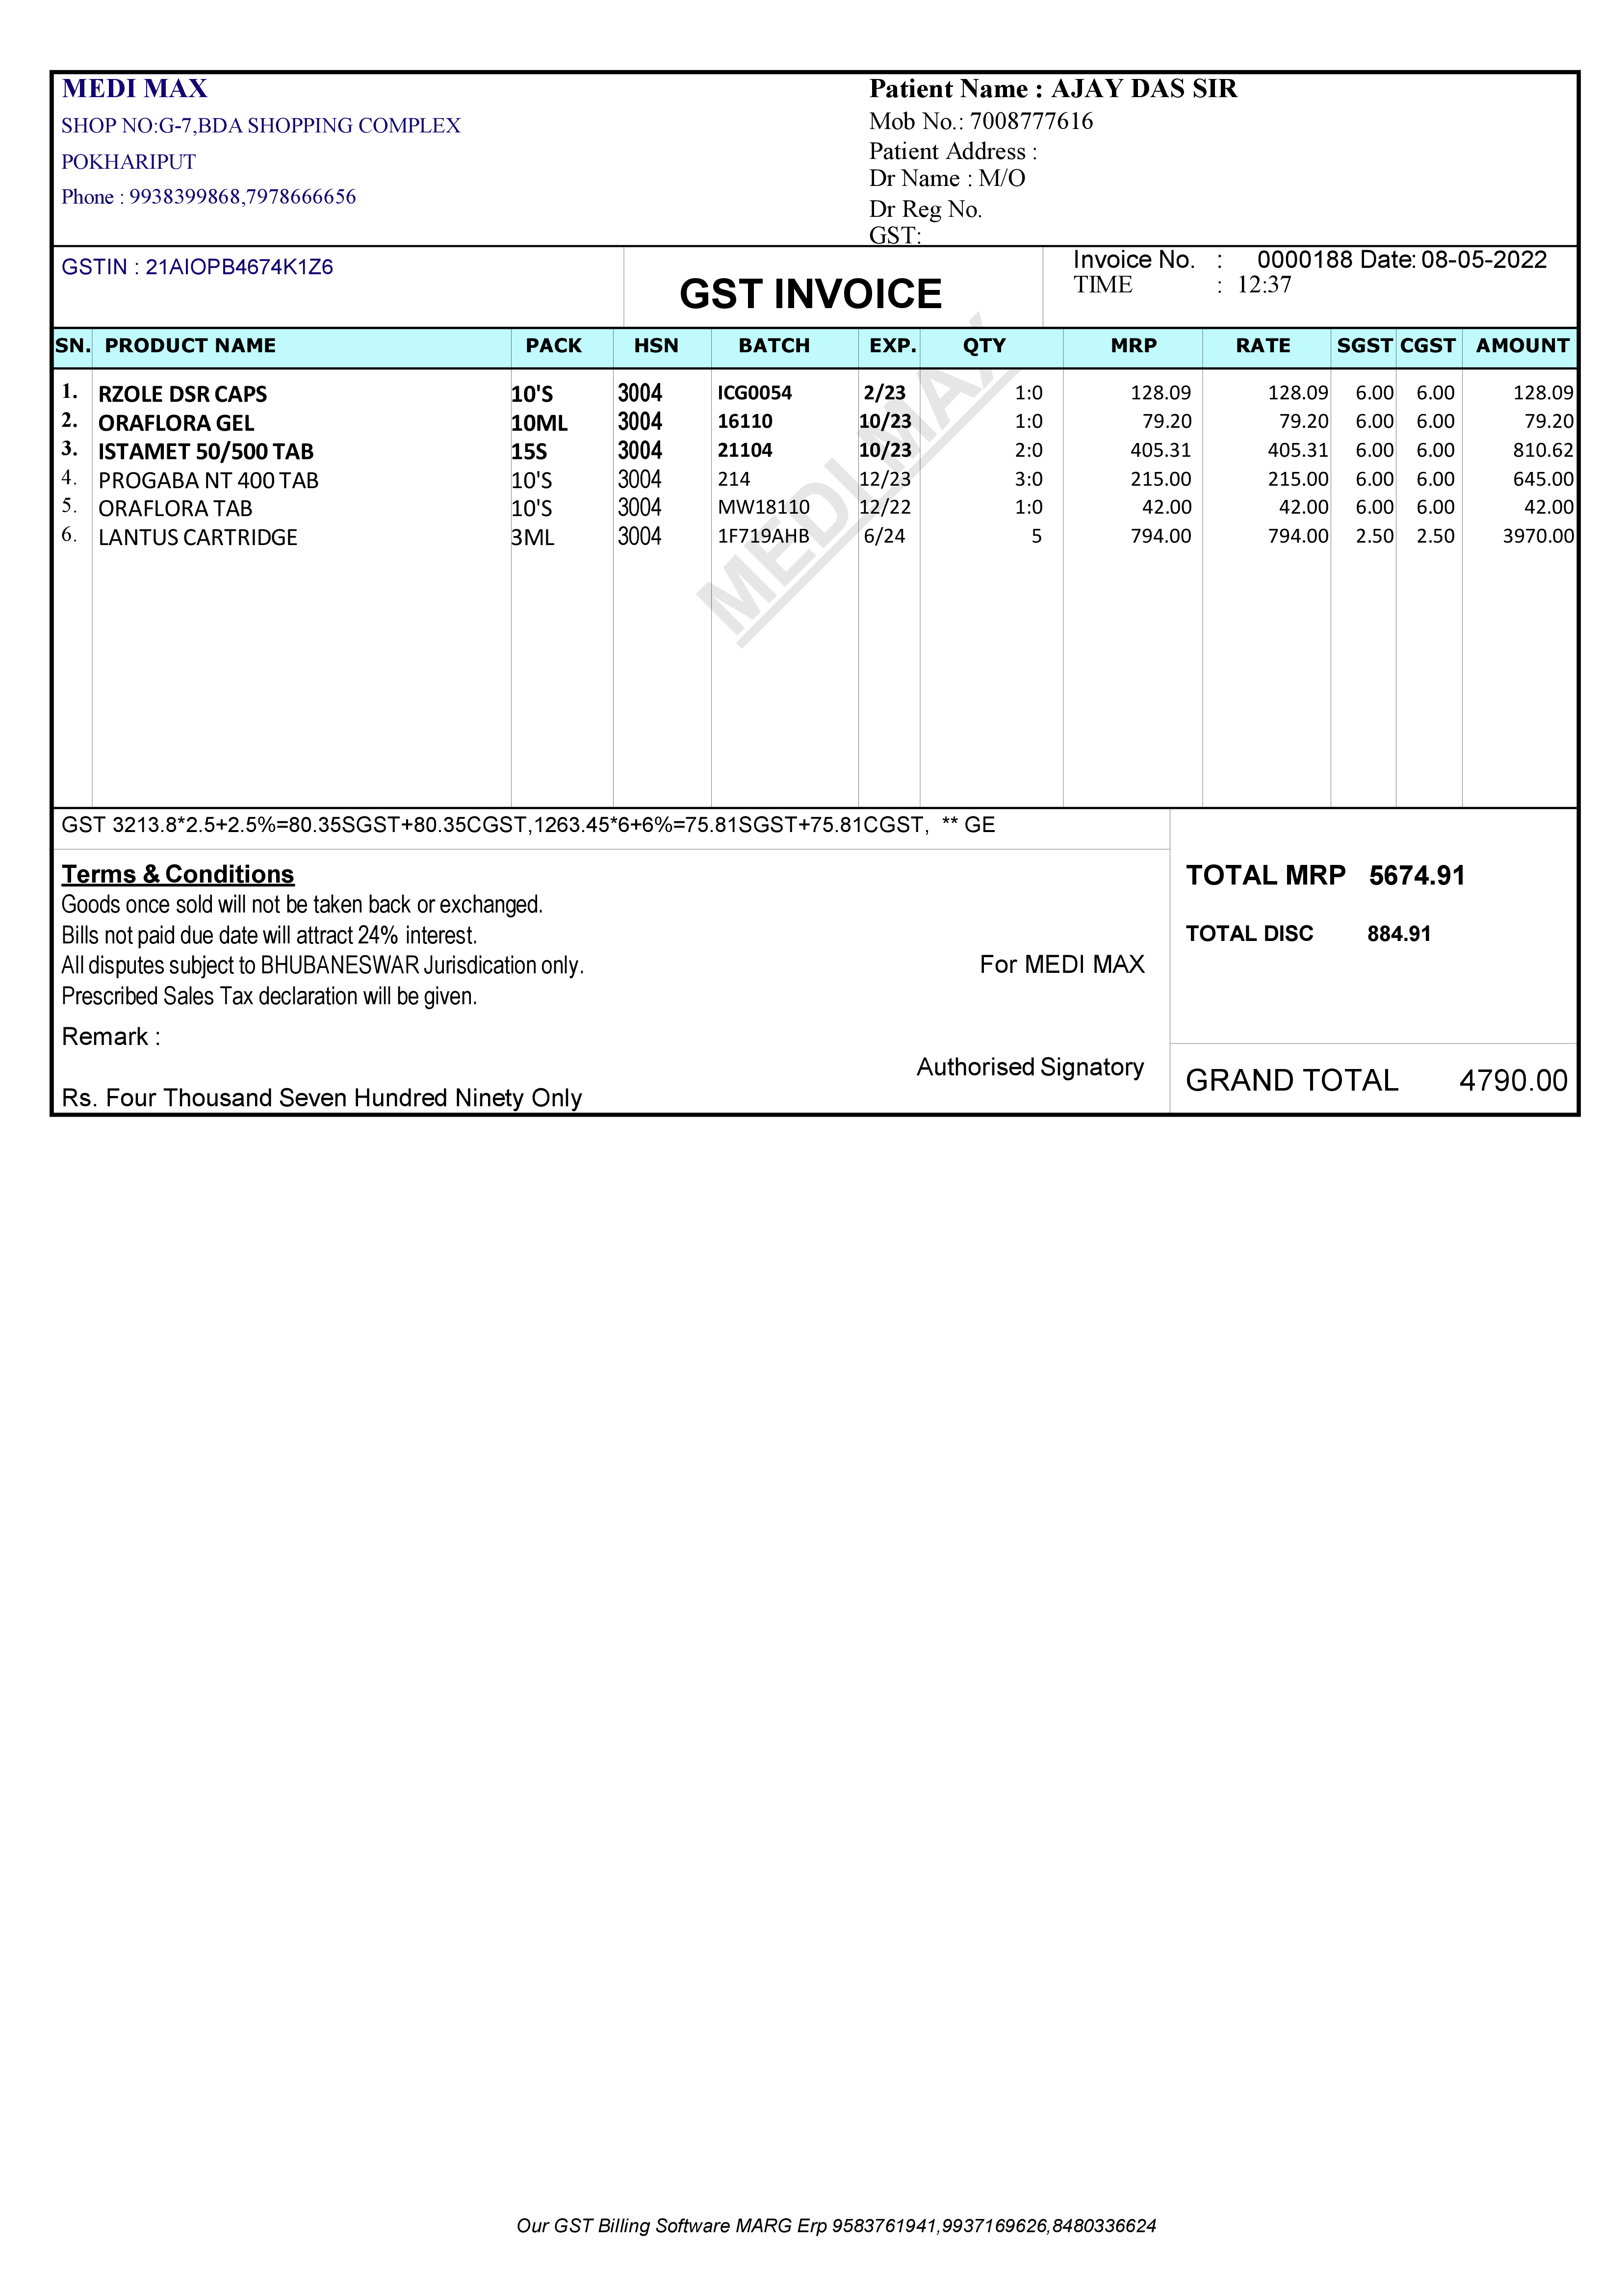 MEDI MAX
SHOP NO:G-7,BDA SHOPPING COMPLEX
POKHARIPUT
Phone : 9938399868,7978666656
Patient Name : AJAY DAS SIR
Mob No.: 7008777616
Patient Address :
Dr Name : M/O
Dr Reg No.
GST:
GSTIN : 21AIOPB4674K1Z6
GST INVOICE
Invoice No. : 0000188 Date: 08-05-2022
TIME : 12:37
SN. PRODUCT NAME PACK HSN BATCH EXP. QTY MRP RATE SGST CGST AMOUNT
1. RZOLE DSR CAPS 10'S 3004 ICG0054 2/23 1:0 128.09 128.09 6.00 6.00 128.09
2. ORAFLORA GEL 10ML 3004 16110 10/23 1:0 79.20 79.20 6.00 6.00 79.20
3. ISTAMET 50/500 TAB 15S 3004 21104 10/23 2:0 405.31 405.31 6.00 6.00 810.62
4. PROGABA NT 400 TAB 10'S 3004 214 12/23 3:0 215.00 215.00 6.00 6.00 645.00
5. ORAFLORA TAB 10'S 3004 MW18110 12/22 1:0 42.00 42.00 6.00 6.00 42.00
6. LANTUS CARTRIDGE 3ML 3004 1F719AHB 6/24 5 794.00 794.00 2.50 2.50 3970.00
MEDI MAX
GST 3213.8*2.5+2.5%=80.35SGST+80.35CGST,1263.45*6+6%=75.81SGST+75.81CGST, ** GE
Terms & Conditions
Goods once sold will not be taken back or exchanged.
Bills not paid due date will attract 24% interest.
All disputes subject to BHUBANESWAR Jurisdication only.
Prescribed Sales Tax declaration will be given.
For MEDI MAX
Remark :
Authorised Signatory
Rs. Four Thousand Seven Hundred Ninety Only
TOTAL MRP 5674.91
TOTAL DISC 884.91
GRAND TOTAL 4790.00
Our GST Billing Software MARG Erp 9583761941,9937169626,8480336624